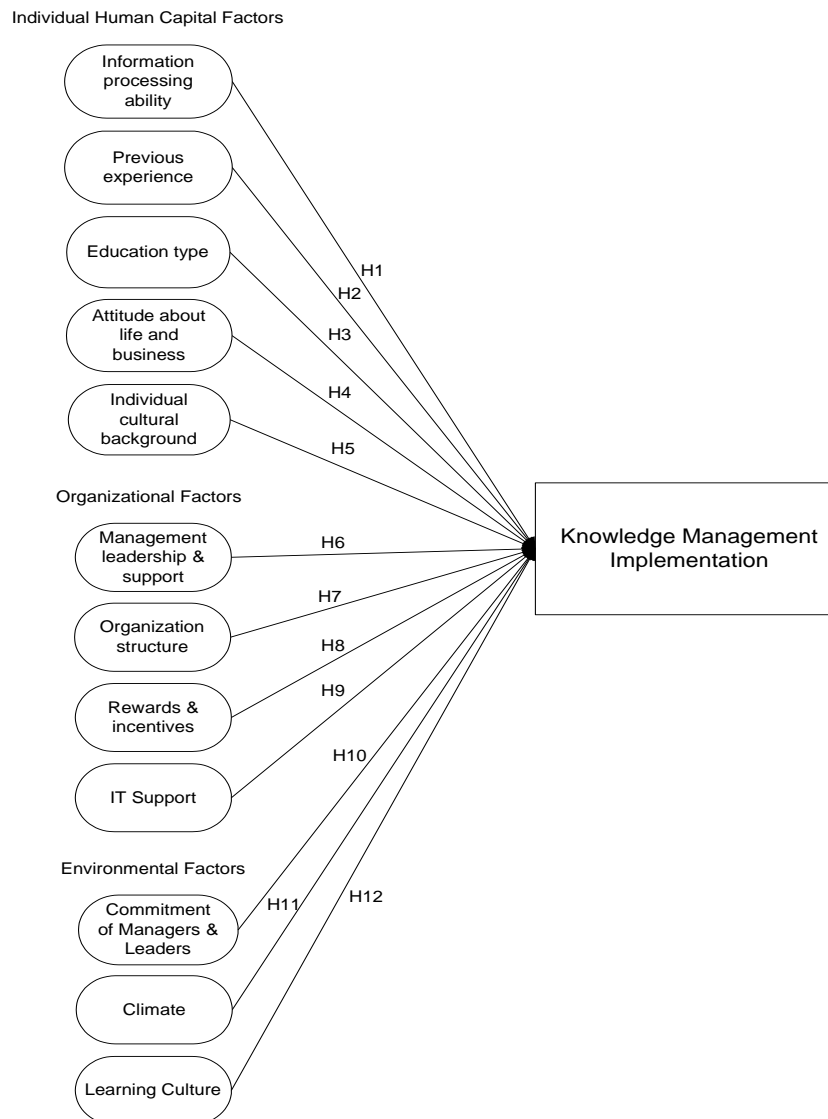 Individual Human Capital Factors
Information
processing
ability
Previous
experience
Education type
Attitude about
life and
business
Individual
cultural
background
H1
H2
H3
H4
H5
Organizational Factors
Management
leadership &
support
Organization
structure
Rewards &
incentives
IT Support
H6
H7
H8
H9
Knowledge Management
Implementation
Environmental Factors
Commitment
of Managers &
Leaders
Climate
Learning Culture
H10
H11
H12